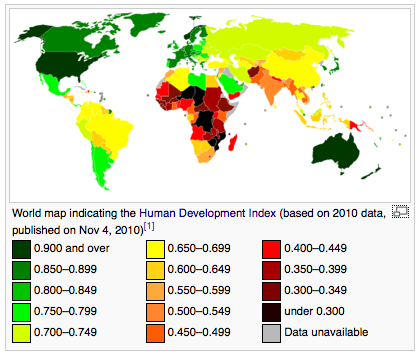 World map indicating the Human Development Index (based on 2010 data,
published on Nov 4, 2010)[1]
0.900 and over
0.850–0.899
0.800–0.849
0.750–0.799
0.700–0.749
0.650–0.699
0.600–0.649
0.550–0.599
0.500–0.549
0.450–0.499
0.400–0.449
0.350–0.399
0.300–0.349
under 0.300
Data unavailable